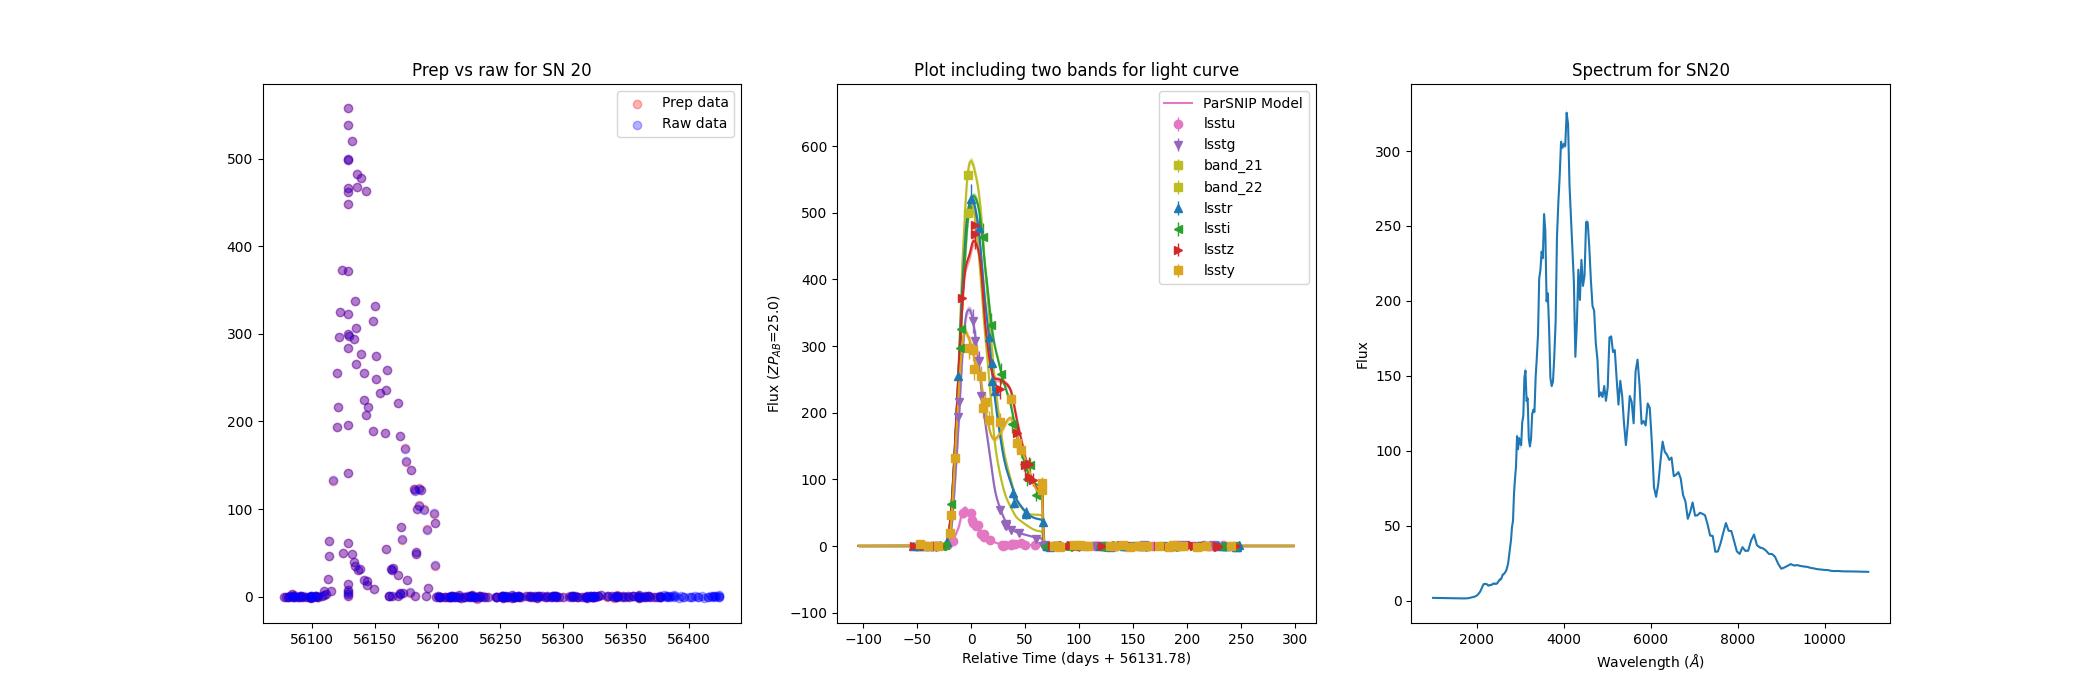 Prep vs raw for SN 20
Prep data
Raw data
500
400
300
200
100
0
56100 56150 56200 56250 56300 56350 56400
Plot including two bands for light curve
ParSNIP Model
lsstu
lsstg
band_21
band_22
lsstr
lssti
lsstz
lssty
600
500
400
300
200
100
0
−100
Flux (ZP_AB=25.0)
−100 −50 0 50 100 150 200 250 300
Relative Time (days + 56131.78)
Spectrum for SN20
300
250
200
150
100
50
0
Flux
2000 4000 6000 8000 10000
Wavelength (Å)